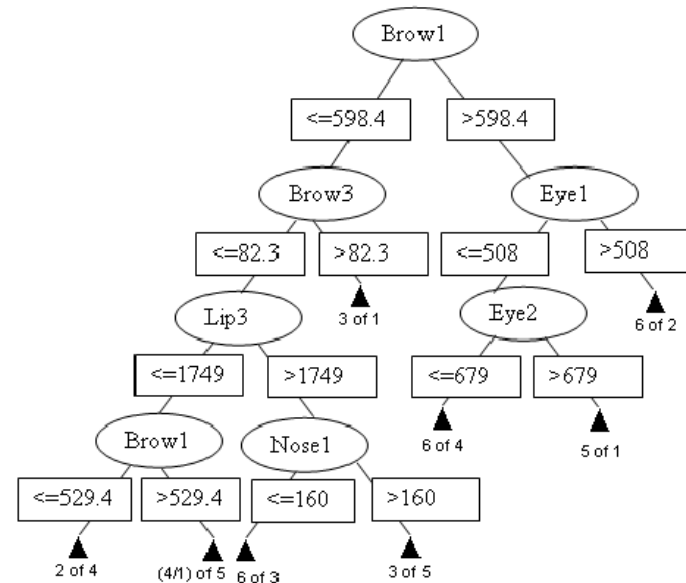 Brow1
<=598.4 >598.4
Brow3 Eye1
<=82.3 >82.3 <=508 >508
3 of 1 6 of 2
Lip3 Eye2
<=1749 >1749 <=679 >679
6 of 4 5 of 1
Brow1 Nose1
<=529.4 >529.4 <=160 >160
2 of 4 (4/1) of 5 6 of 3 3 of 5